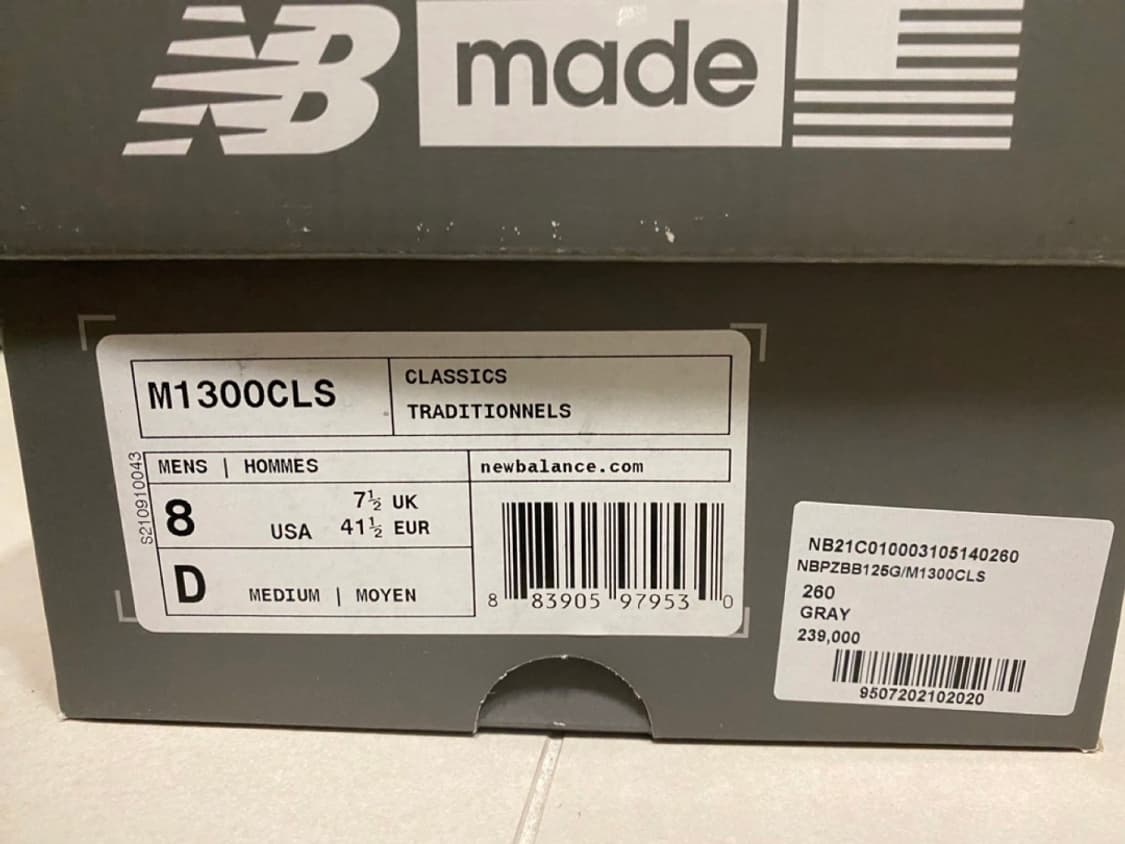 NB made
M1300CLS
CLASSICS
TRADITIONNELS
S210910043
MENS | HOMMES
newbalance.com
8 USA 7½ UK
41½ EUR
D MEDIUM | MOYEN
8 83905 97953 0
NB21C010003105140260
NBPZBB125G/M1300CLS
260
GRAY
239,000
9507202102020